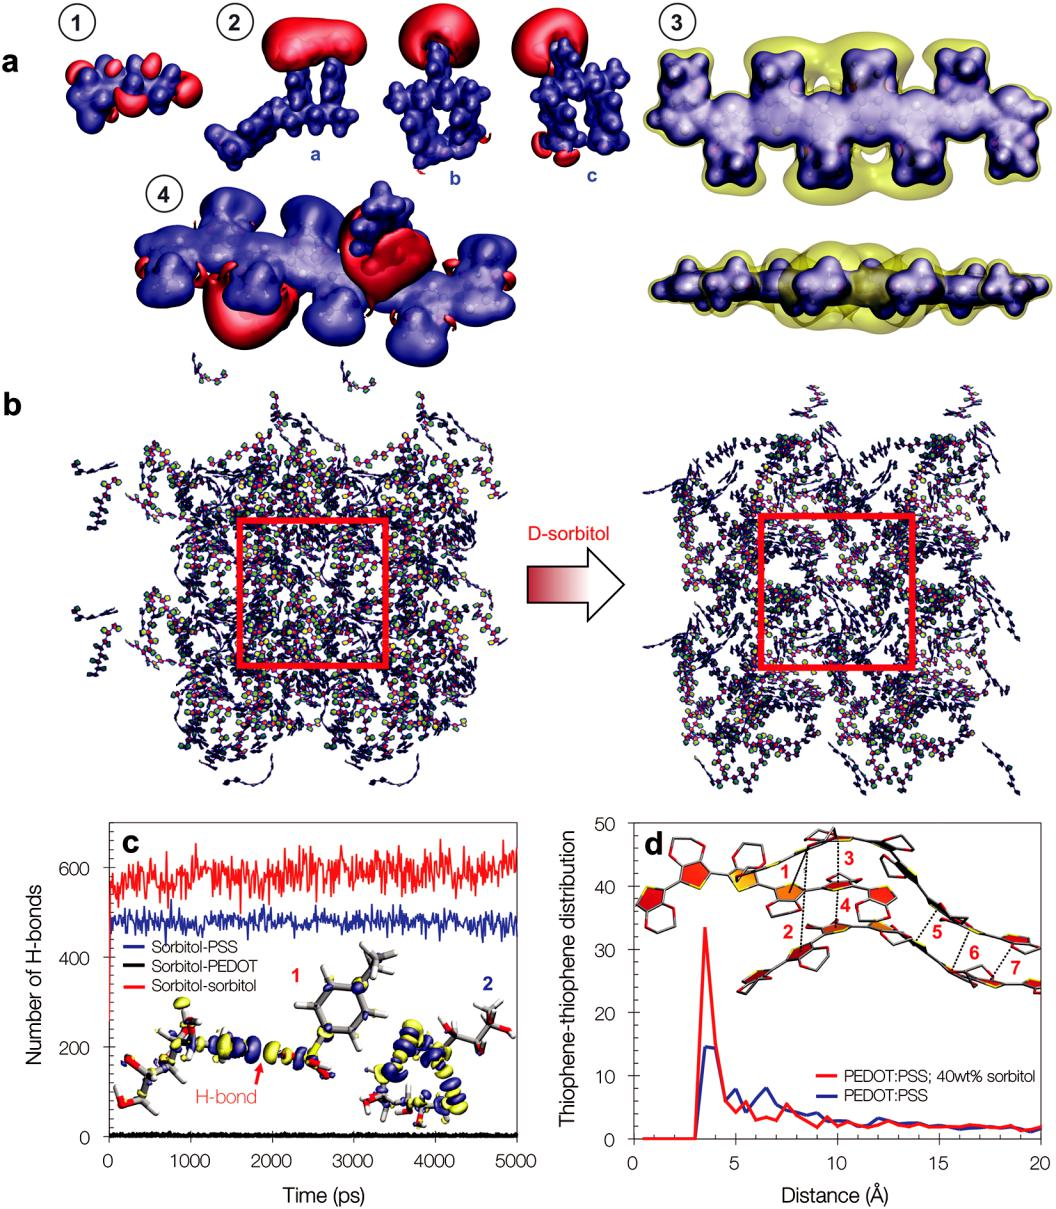 a
1
2
3
a
b
c
4
b
D-sorbitol
c
Number of H-bonds
600
400
200
0
Sorbitol-PSS
Sorbitol-PEDOT
Sorbitol-sorbitol
1
2
H-bond
0
1000
2000
3000
4000
5000
Time (ps)
d
Thiophene-thiophene distribution
50
40
30
20
10
0
1
2
3
4
5
6
7
PEDOT:PSS; 40wt% sorbitol
PEDOT:PSS
0
5
10
15
20
Distance (Å)